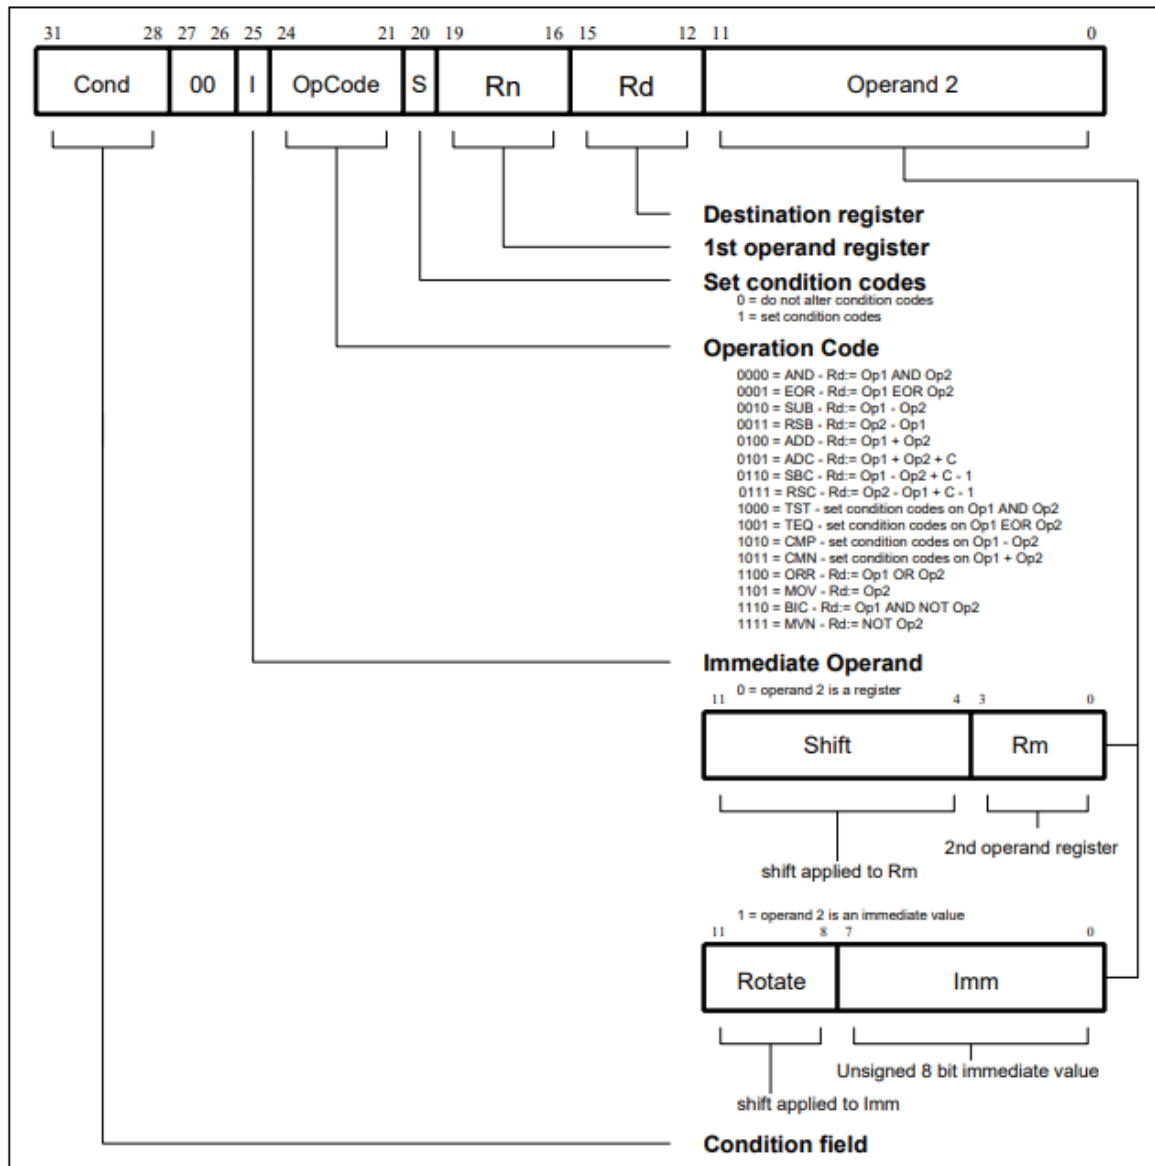 31 28 27 26 25 24 21 20 19 16 15 12 11 0
Cond 00 I OpCode S Rn Rd Operand 2
Destination register
1st operand register
Set condition codes
0 = do not alter condition codes
1 = set condition codes
Operation Code
0000 = AND - Rd:= Op1 AND Op2
0001 = EOR - Rd:= Op1 EOR Op2
0010 = SUB - Rd:= Op1 - Op2
0011 = RSB - Rd:= Op2 - Op1
0100 = ADD - Rd:= Op1 + Op2
0101 = ADC - Rd:= Op1 + Op2 + C
0110 = SBC - Rd:= Op1 - Op2 + C - 1
0111 = RSC - Rd:= Op2 - Op1 + C - 1
1000 = TST - set condition codes on Op1 AND Op2
1001 = TEQ - set condition codes on Op1 EOR Op2
1010 = CMP - set condition codes on Op1 - Op2
1011 = CMN - set condition codes on Op1 + Op2
1100 = ORR - Rd:= Op1 OR Op2
1101 = MOV - Rd:= Op2
1110 = BIC - Rd:= Op1 AND NOT Op2
1111 = MVN - Rd:= NOT Op2
Immediate Operand
0 = operand 2 is a register
11 4 3 0
Shift Rm
2nd operand register
shift applied to Rm
1 = operand 2 is an immediate value
11 8 7 0
Rotate Imm
Unsigned 8 bit immediate value
shift applied to Imm
Condition field